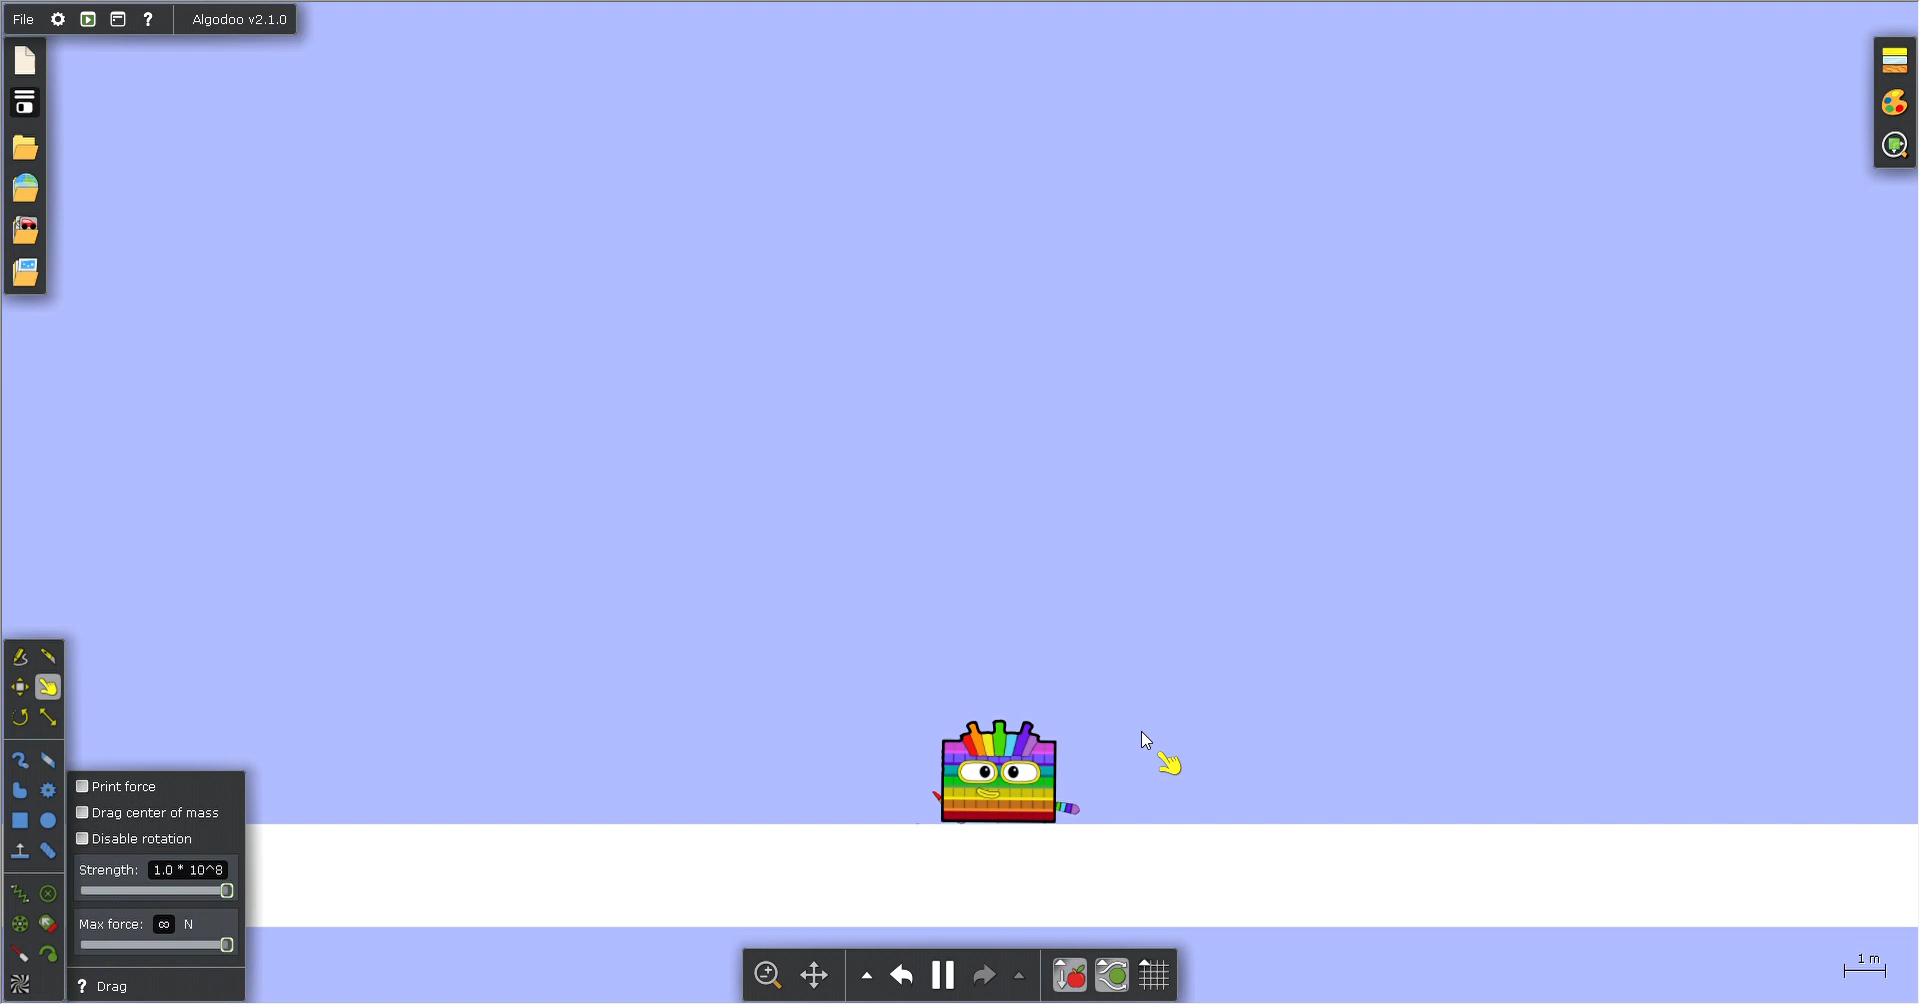 File ? Algodoo v2.1.0
Print force
Drag center of mass
Disable rotation
Strength: 1.0 * 10^8
Max force: ∞ N
? Drag
1 m